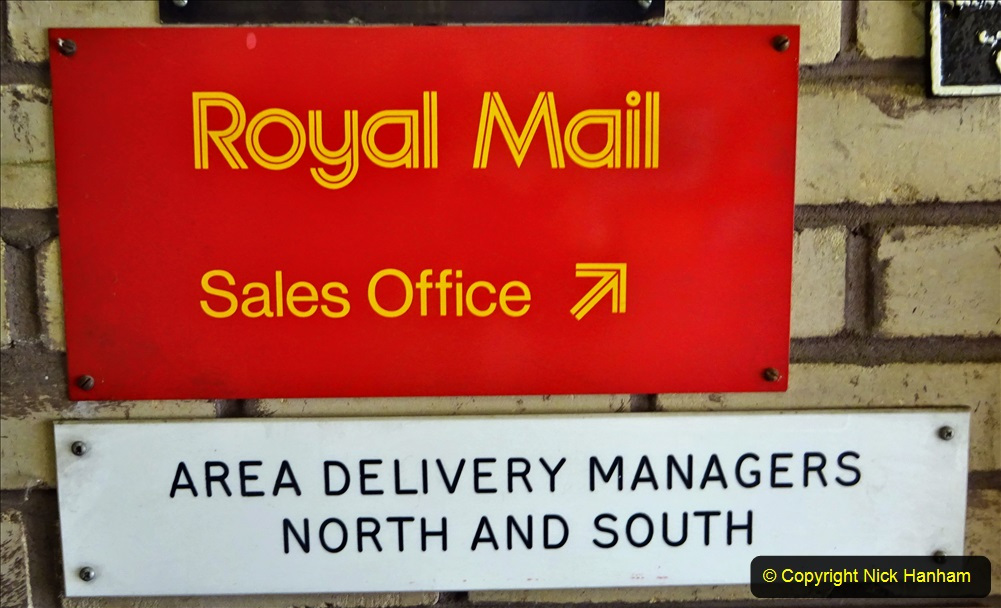 Royal Mail
Sales Office
AREA DELIVERY MANAGERS
NORTH AND SOUTH
© Copyright Nick Hanham